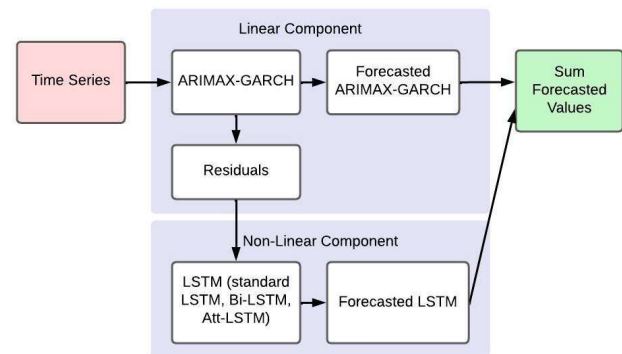 Linear Component
Time Series
ARIMAX-GARCH
Forecasted
ARIMAX-GARCH
Sum
Forecasted
Values
Residuals
Non-Linear Component
LSTM (standard
LSTM, Bi-LSTM,
Att-LSTM)
Forecasted LSTM